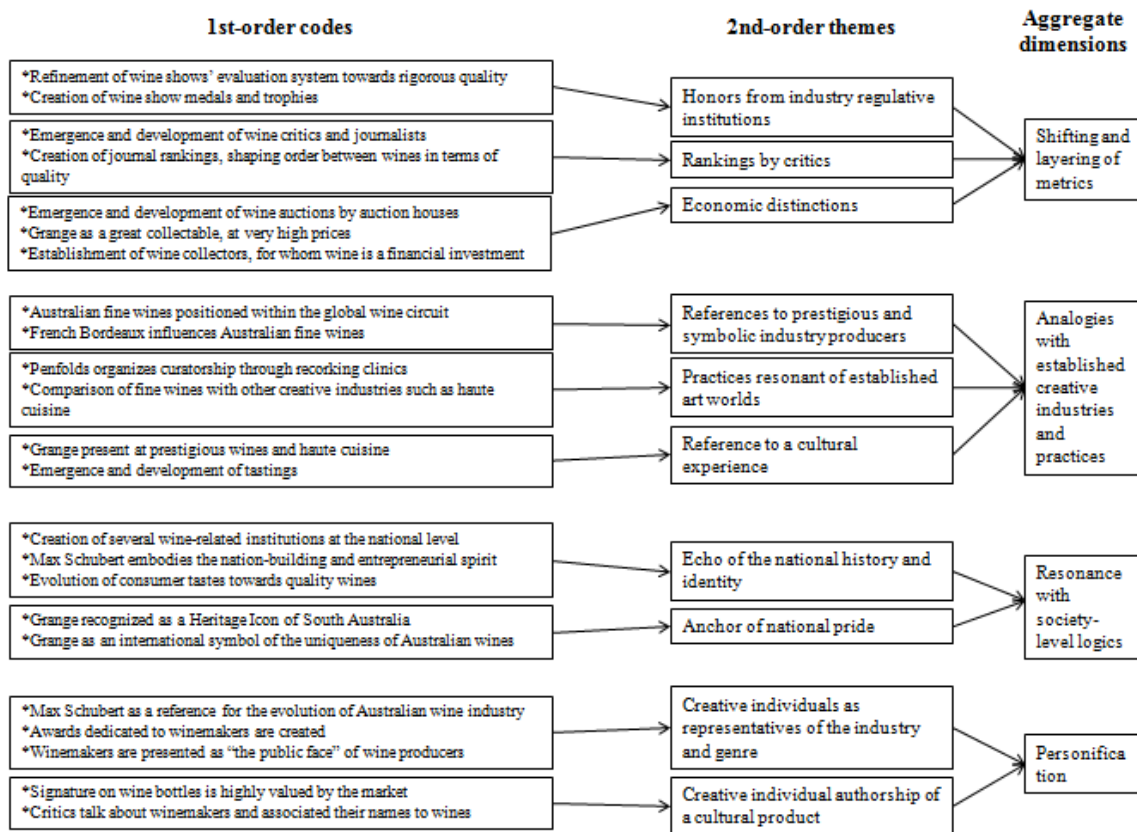 1st-order codes
2nd-order themes
Aggregate
dimensions
*Refinement of wine shows’ evaluation system towards rigorous quality
*Creation of wine show medals and trophies
Honors from industry regulative
institutions
*Emergence and development of wine critics and journalists
*Creation of journal rankings, shaping order between wines in terms of
quality
Rankings by critics
*Emergence and development of wine auctions by auction houses
*Grange as a great collectable, at very high prices
*Establishment of wine collectors, for whom wine is a financial investment
Economic distinctions
Shifting and
layering of
metrics
*Australian fine wines positioned within the global wine circuit
*French Bordeaux influences Australian fine wines
References to prestigious and
symbolic industry producers
*Penfolds organizes curatorship through recorking clinics
*Comparison of fine wines with other creative industries such as haute
cuisine
Practices resonant of established
art worlds
*Grange present at prestigious wines and haute cuisine
*Emergence and development of tastings
Reference to a cultural
experience
Analogies
with
established
creative
industries
and
practices
*Creation of several wine-related institutions at the national level
*Max Schubert embodies the nation-building and entrepreneurial spirit
*Evolution of consumer tastes towards quality wines
Echo of the national history and
identity
*Grange recognized as a Heritage Icon of South Australia
*Grange as an international symbol of the uniqueness of Australian wines
Anchor of national pride
Resonance
with
society-
level logics
*Max Schubert as a reference for the evolution of Australian wine industry
*Awards dedicated to winemakers are created
*Winemakers are presented as “the public face” of wine producers
Creative individuals as
representatives of the industry
and genre
*Signature on wine bottles is highly valued by the market
*Critics talk about winemakers and associated their names to wines
Creative individual authorship of
a cultural product
Personifica
tion